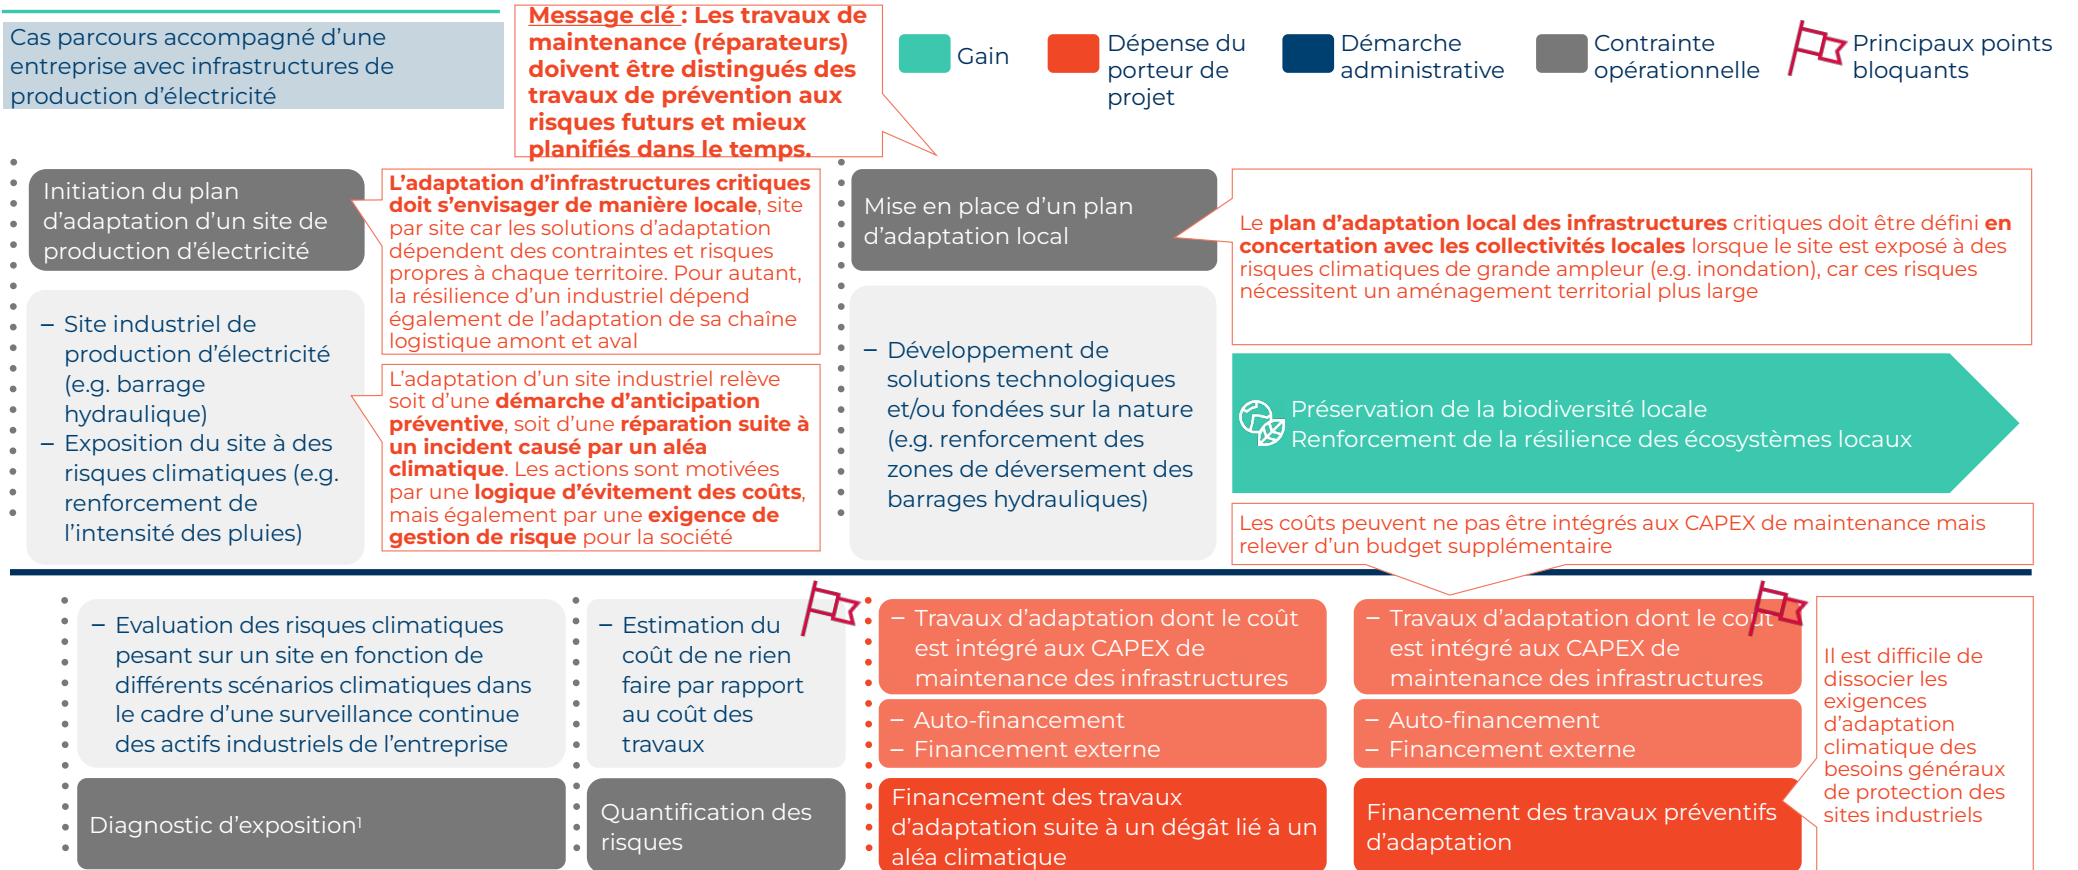 Cas parcours accompagné d’une
entreprise avec infrastructures de
production d’électricité
Message clé : Les travaux de
maintenance (réparateurs)
doivent être distingués des
travaux de prévention aux
risques futurs et mieux
planifiés dans le temps.
Gain
Dépense du
porteur de
projet
Démarche
administrative
Contrainte
opérationnelle
Principaux points
bloquants
Initiation du plan
d’adaptation d’un site de
production d’électricité
L’adaptation d’infrastructures critiques
doit s’envisager de manière locale, site
par site car les solutions d’adaptation
dépendent des contraintes et risques
propres à chaque territoire. Pour autant,
la résilience d’un industriel dépend
également de l’adaptation de sa chaîne
logistique amont et aval
– Site industriel de
production d’électricité
(e.g. barrage
hydraulique)
– Exposition du site à des
risques climatiques (e.g.
renforcement de
l’intensité des pluies)
L’adaptation d’un site industriel relève
soit d’une démarche d’anticipation
préventive, soit d’une réparation suite à
un incident causé par un aléa
climatique. Les actions sont motivées
par une logique d’évitement des coûts,
mais également par une exigence de
gestion de risque pour la société
Mise en place d’un plan
d’adaptation local
Le plan d’adaptation local des infrastructures critiques doit être défini en
concertation avec les collectivités locales lorsque le site est exposé à des
risques climatiques de grande ampleur (e.g. inondation), car ces risques
nécessitent un aménagement territorial plus large
– Développement de
solutions technologiques
et/ou fondées sur la nature
(e.g. renforcement des
zones de déversement des
barrages hydrauliques)
Préservation de la biodiversité locale
Renforcement de la résilience des écosystèmes locaux
Les coûts peuvent ne pas être intégrés aux CAPEX de maintenance mais
relever d’un budget supplémentaire
– Evaluation des risques climatiques
pesant sur un site en fonction de
différents scénarios climatiques dans
le cadre d’une surveillance continue
des actifs industriels de l’entreprise
Diagnostic d’exposition¹
– Estimation du
coût de ne rien
faire par rapport
au coût des
travaux
Quantification des
risques
– Travaux d’adaptation dont le coût
est intégré aux CAPEX de
maintenance des infrastructures
– Auto-financement
– Financement externe
Financement des travaux
d’adaptation suite à un dégât lié à un
aléa climatique
– Travaux d’adaptation dont le coût
est intégré aux CAPEX de
maintenance des infrastructures
– Auto-financement
– Financement externe
Financement des travaux préventifs
d’adaptation
Il est difficile de
dissocier les
exigences
d’adaptation
climatique des
besoins généraux
de protection des
sites industriels